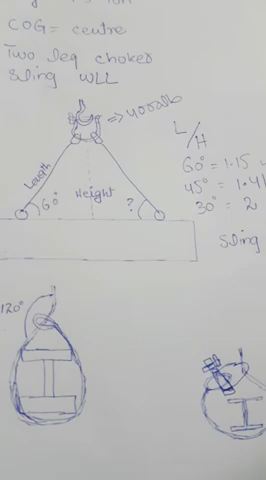 COG = centre
Two leg choker
Sling WLL
⇒ 4000lb
L/H
Length
60°
Height
?
60° = 1.15
45° = 1.41
30° = 2
Sling
120°